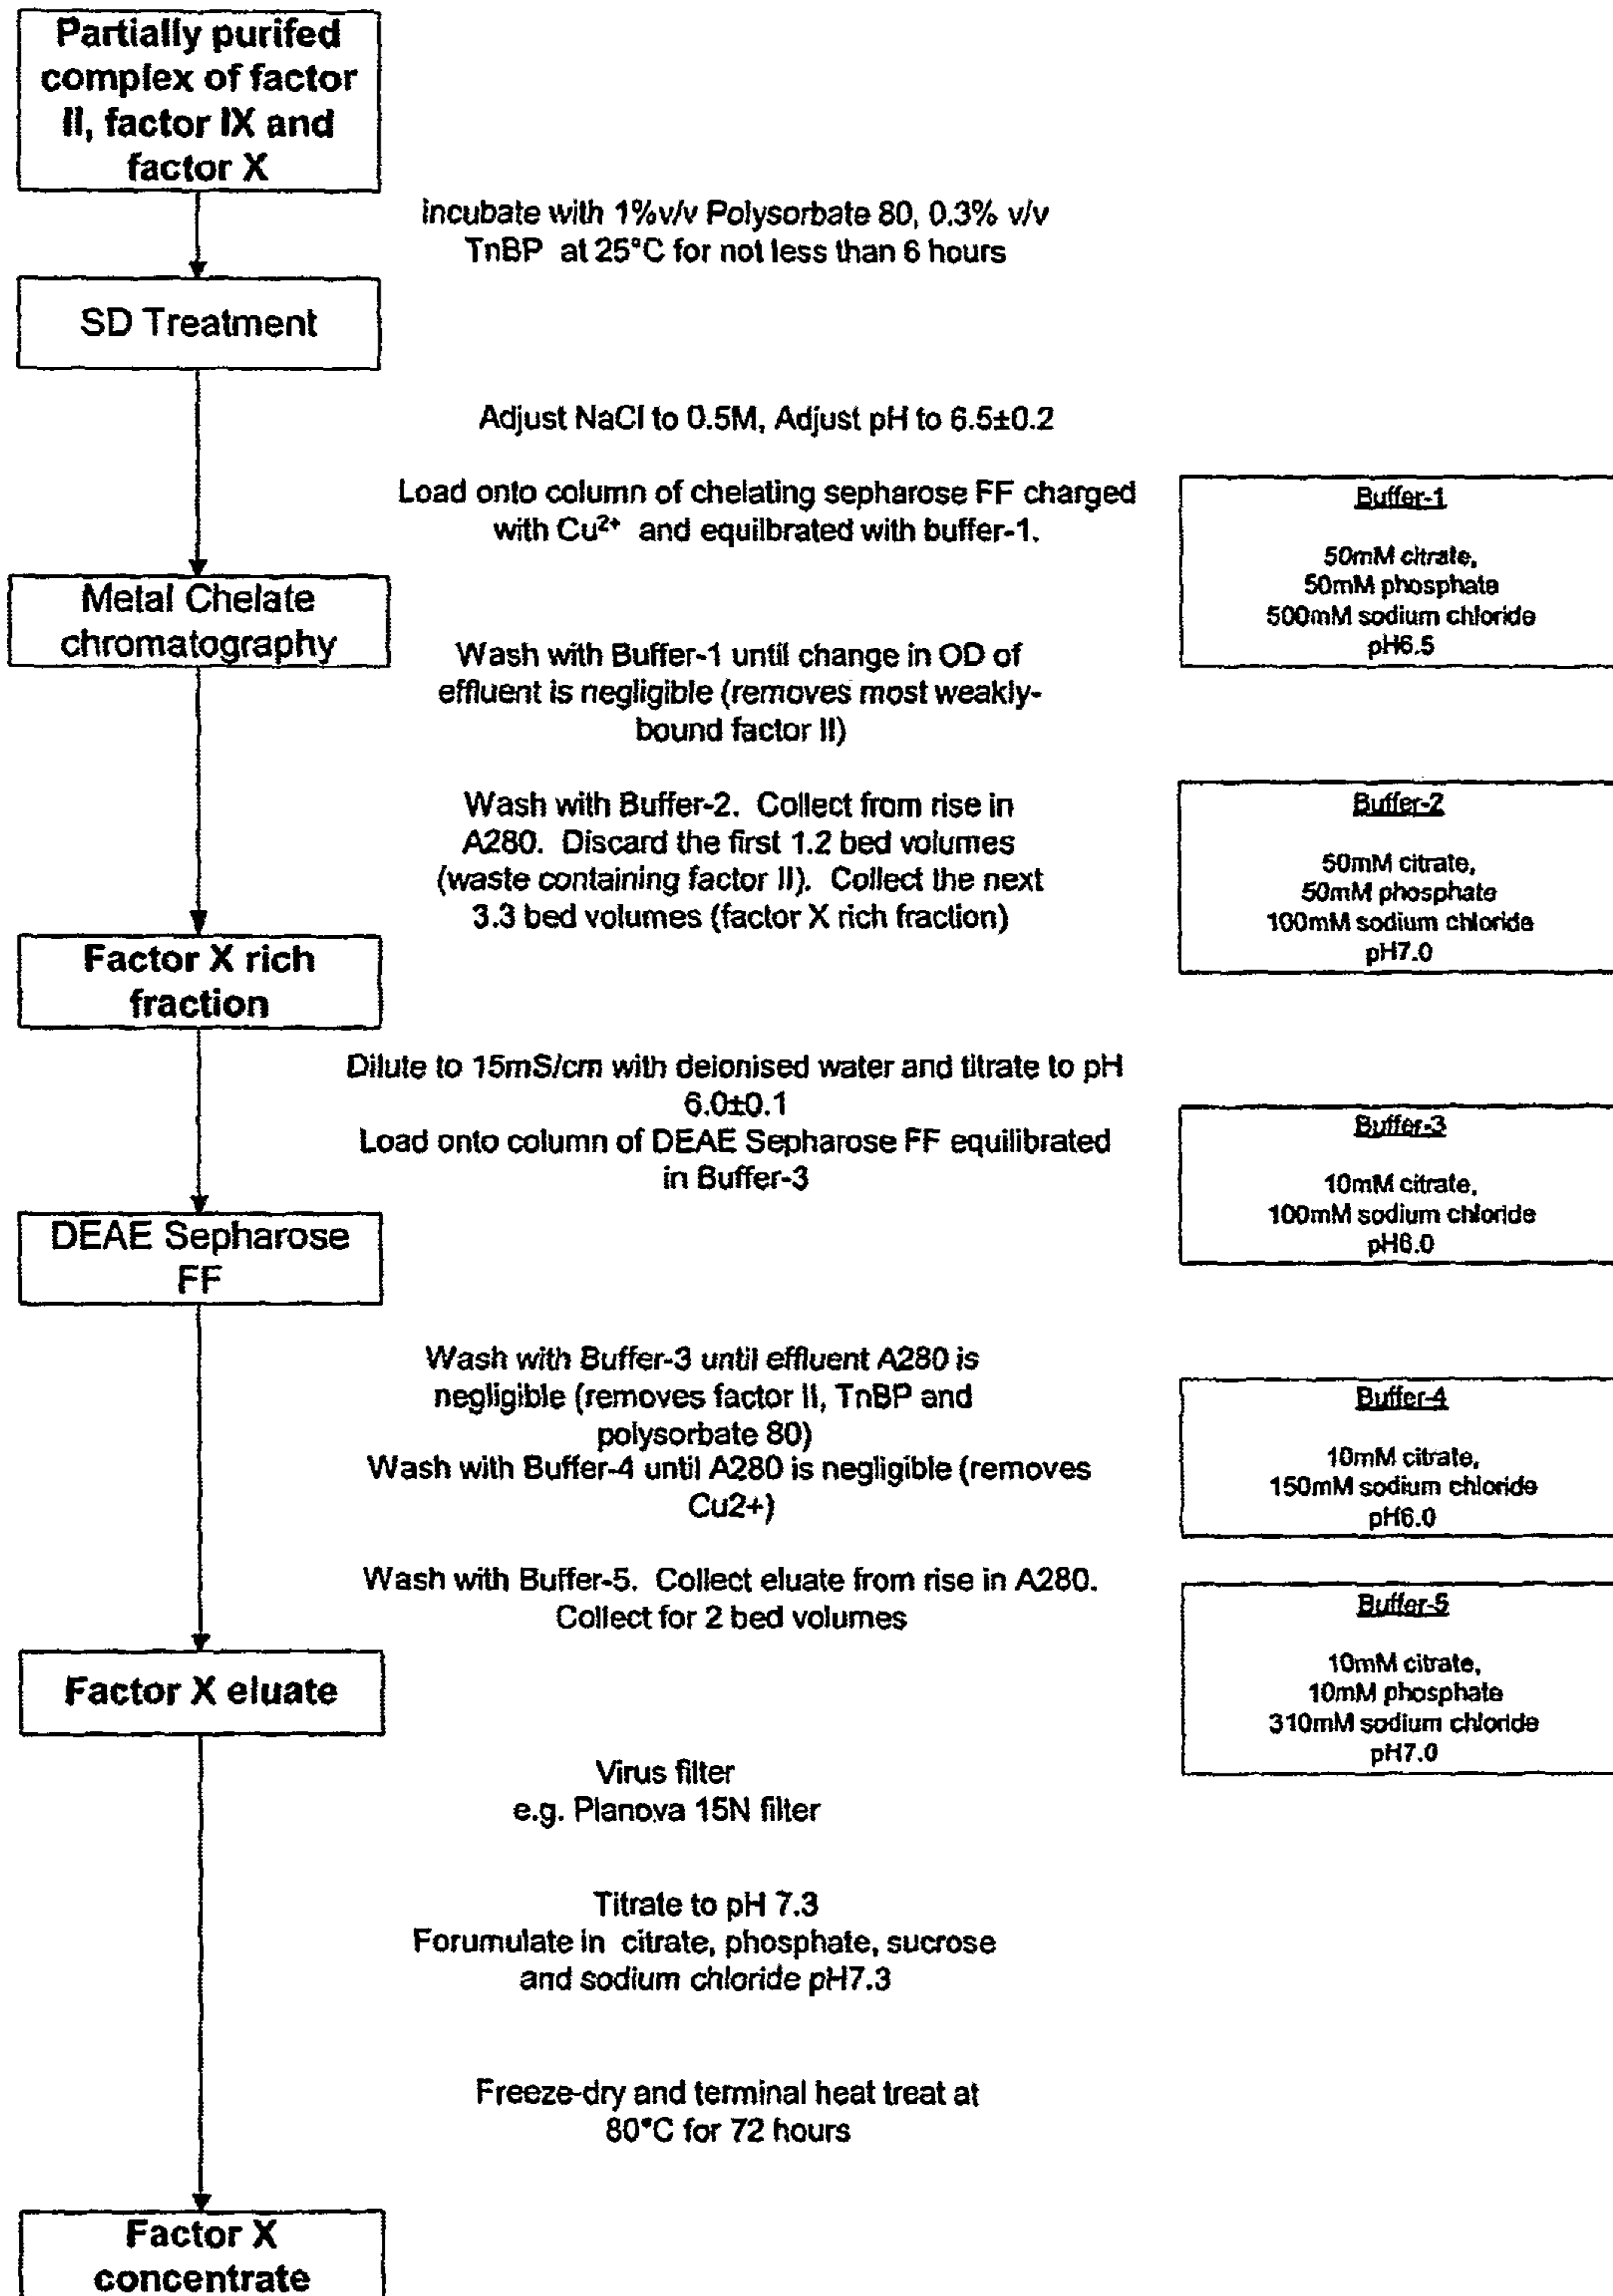 Partially purifed
complex of factor
II, factor IX and
factor X
incubate with 1%v/v Polysorbate 80, 0.3% v/v
TnBP at 25°C for not less than 6 hours
SD Treatment
Adjust NaCl to 0.5M, Adjust pH to 6.5±0.2
Load onto column of chelating sepharose FF charged
with Cu²⁺ and equilbrated with buffer-1.
Buffer-1
50mM citrate,
50mM phosphate
500mM sodium chloride
pH6.5
Metal Chelate
chromatography
Wash with Buffer-1 until change in OD of
effluent is negligible (removes most weakly-
bound factor II)
Wash with Buffer-2. Collect from rise in
A280. Discard the first 1.2 bed volumes
(waste containing factor II). Collect the next
3.3 bed volumes (factor X rich fraction)
Buffer-2
50mM citrate,
50mM phosphate
100mM sodium chloride
pH7.0
Factor X rich
fraction
Dilute to 15mS/cm with deionised water and titrate to pH
6.0±0.1
Load onto column of DEAE Sepharose FF equilibrated
in Buffer-3
Buffer-3
10mM citrate,
100mM sodium chloride
pH6.0
DEAE Sepharose
FF
Wash with Buffer-3 until effluent A280 is
negligible (removes factor II, TnBP and
polysorbate 80)
Wash with Buffer-4 until A280 is negligible (removes
Cu2+)
Buffer-4
10mM citrate,
150mM sodium chloride
pH6.0
Wash with Buffer-5. Collect eluate from rise in A280.
Collect for 2 bed volumes
Buffer-5
10mM citrate,
10mM phosphate
310mM sodium chloride
pH7.0
Factor X eluate
Virus filter
e.g. Planova 15N filter
Titrate to pH 7.3
Forumulate in citrate, phosphate, sucrose
and sodium chloride pH7.3
Freeze-dry and terminal heat treat at
80°C for 72 hours
Factor X
concentrate